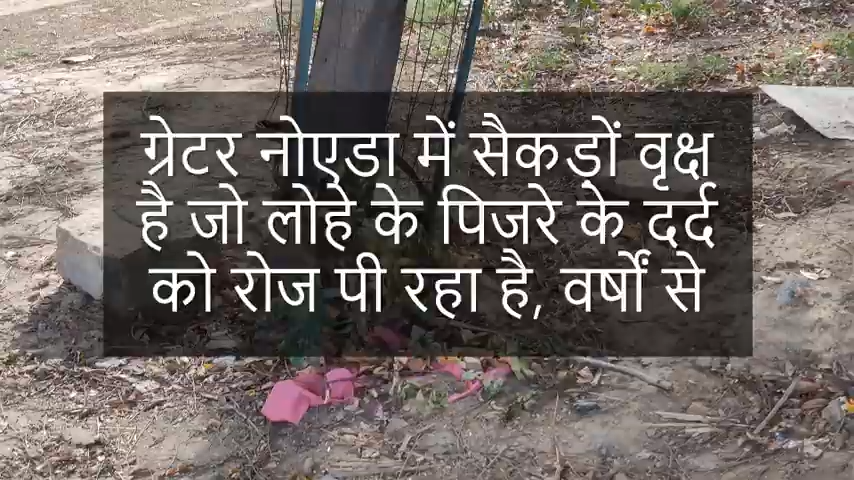 ग्रेटर नोएडा में सैकड़ों वृक्ष
है जो लोहे के पिजरे के दर्द
को रोज पी रहा है, वर्षों से